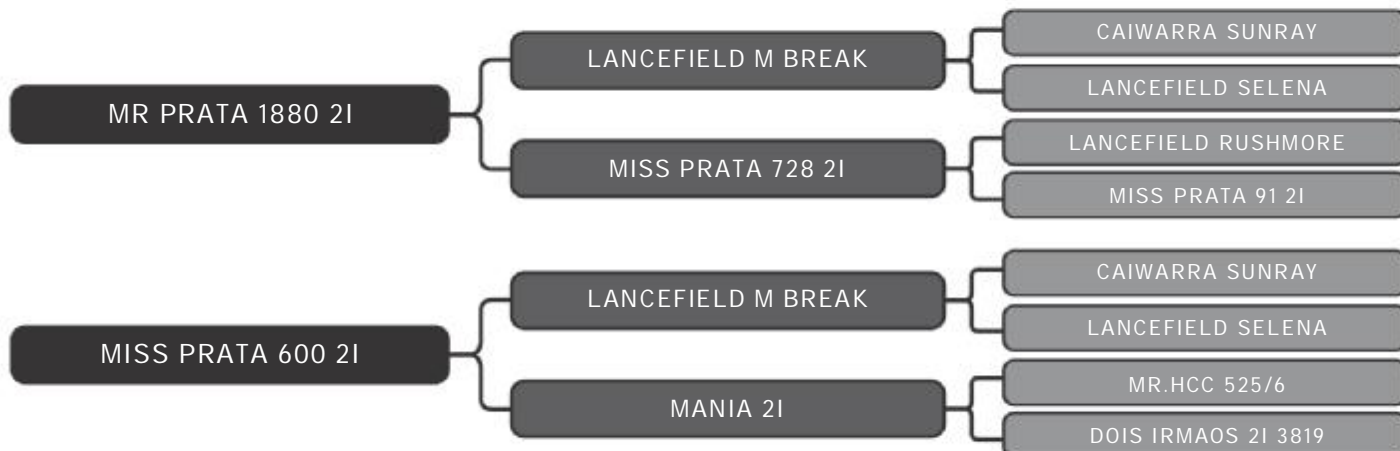 MR PRATA 1880 2I
LANCEFIELD M BREAK
CAIWARRA SUNRAY
LANCEFIELD SELENA
MISS PRATA 728 2I
LANCEFIELD RUSHMORE
MISS PRATA 91 2I
MISS PRATA 600 2I
LANCEFIELD M BREAK
CAIWARRA SUNRAY
LANCEFIELD SELENA
MANIA 2I
MR.HCC 525/6
DOIS IRMAOS 2I 3819